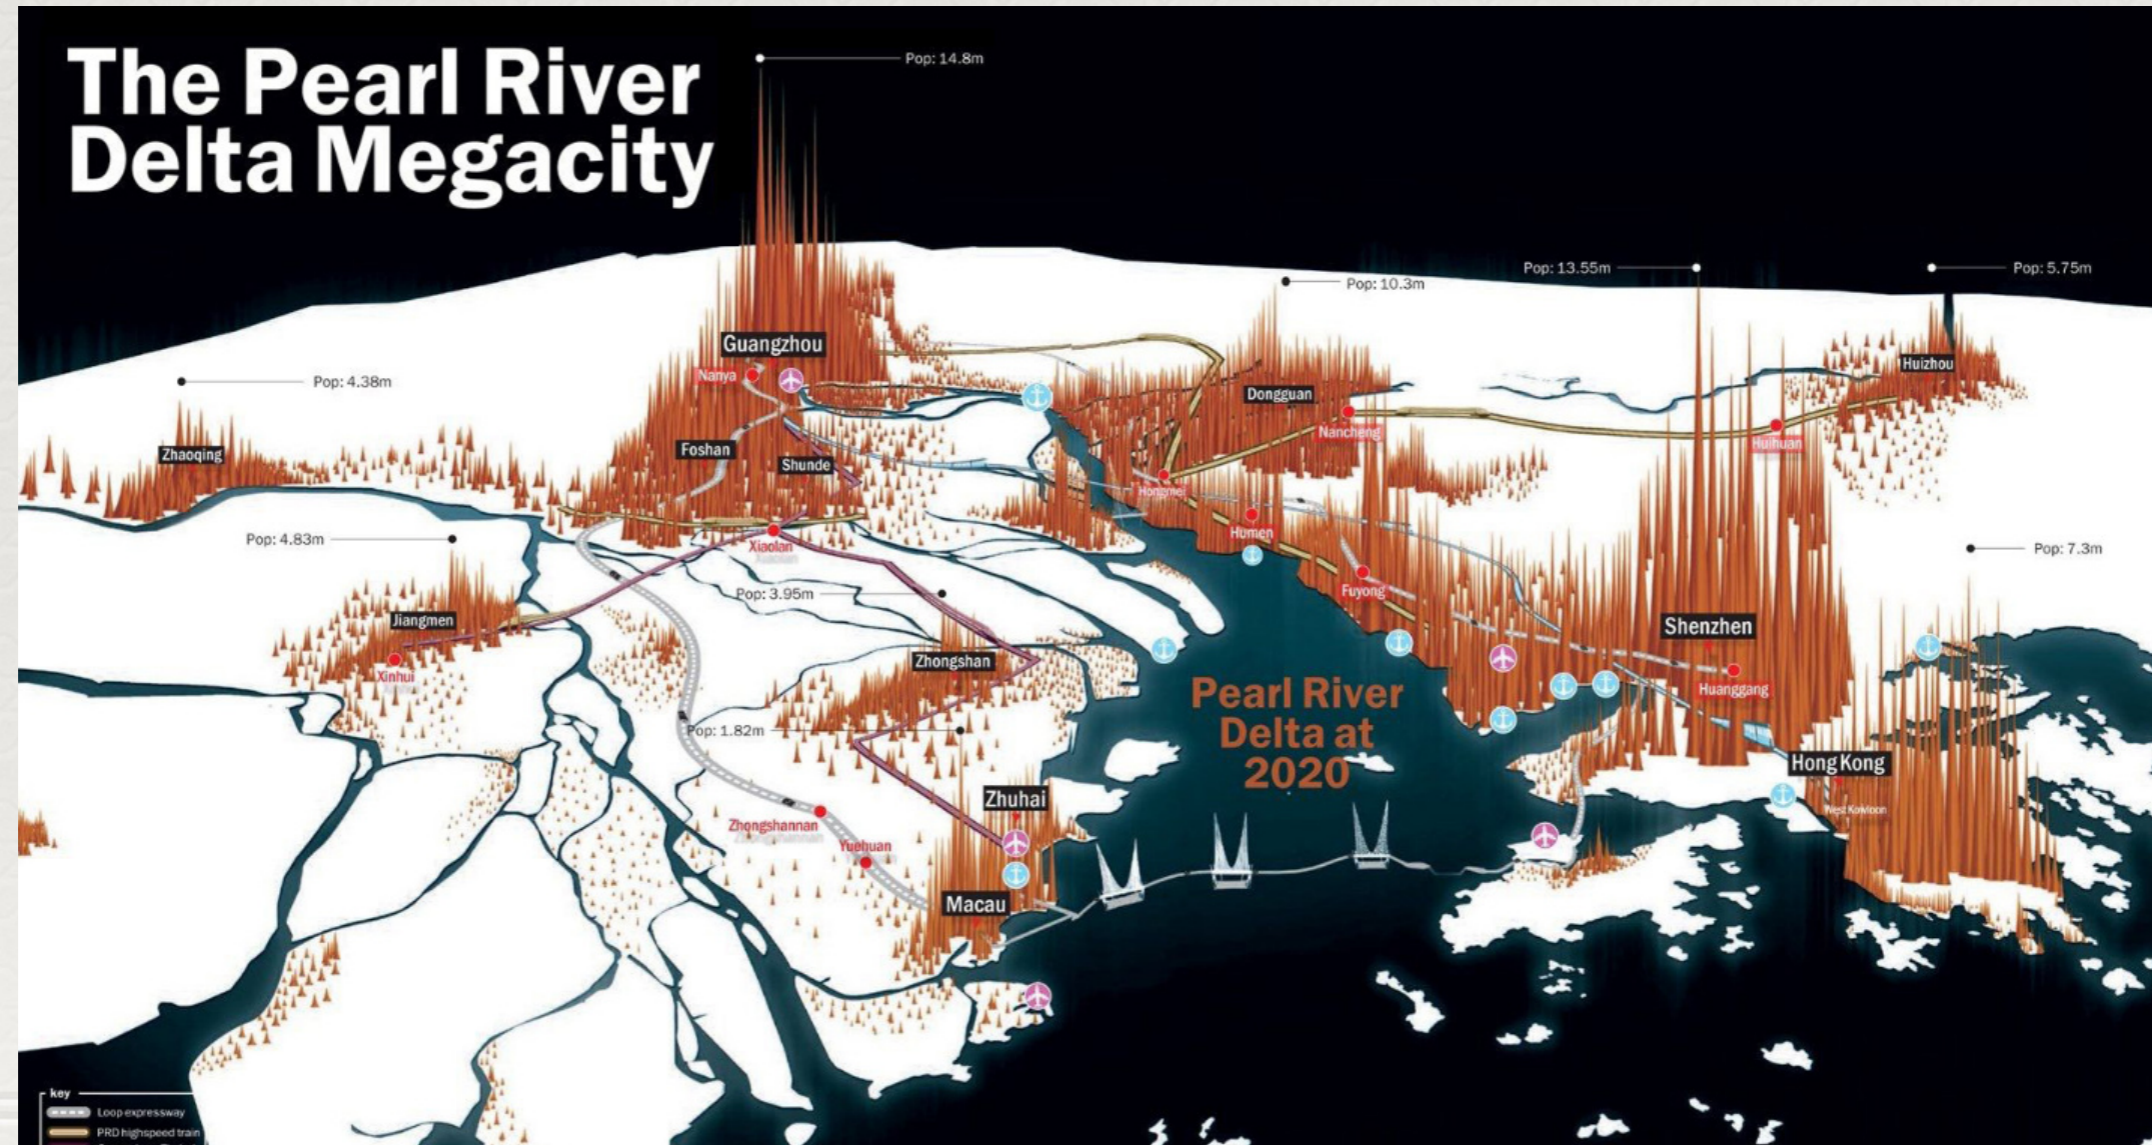 The Pearl River
Delta Megacity
Pop: 14.8m
Pop: 13.55m
Pop: 5.75m
Pop: 10.3m
Guangzhou
Nanya
Huizhou
Pop: 4.38m
Dongguan
Nancheng
Huihuan
Zhaoqing
Foshan
Shunde
Hongmei
Humen
Pop: 4.83m
Xiaolan
Pop: 7.3m
Pop: 3.95m
Fuyong
Jiangmen
Shenzhen
Xinhui
Zhongshan
Huanggang
Pearl River
Delta at
2020
Pop: 1.82m
Hong Kong
West Kowloon
Zhuhai
Zhongshannan
Yuehuan
Macau
key
Loop expressway
PRD highspeed train